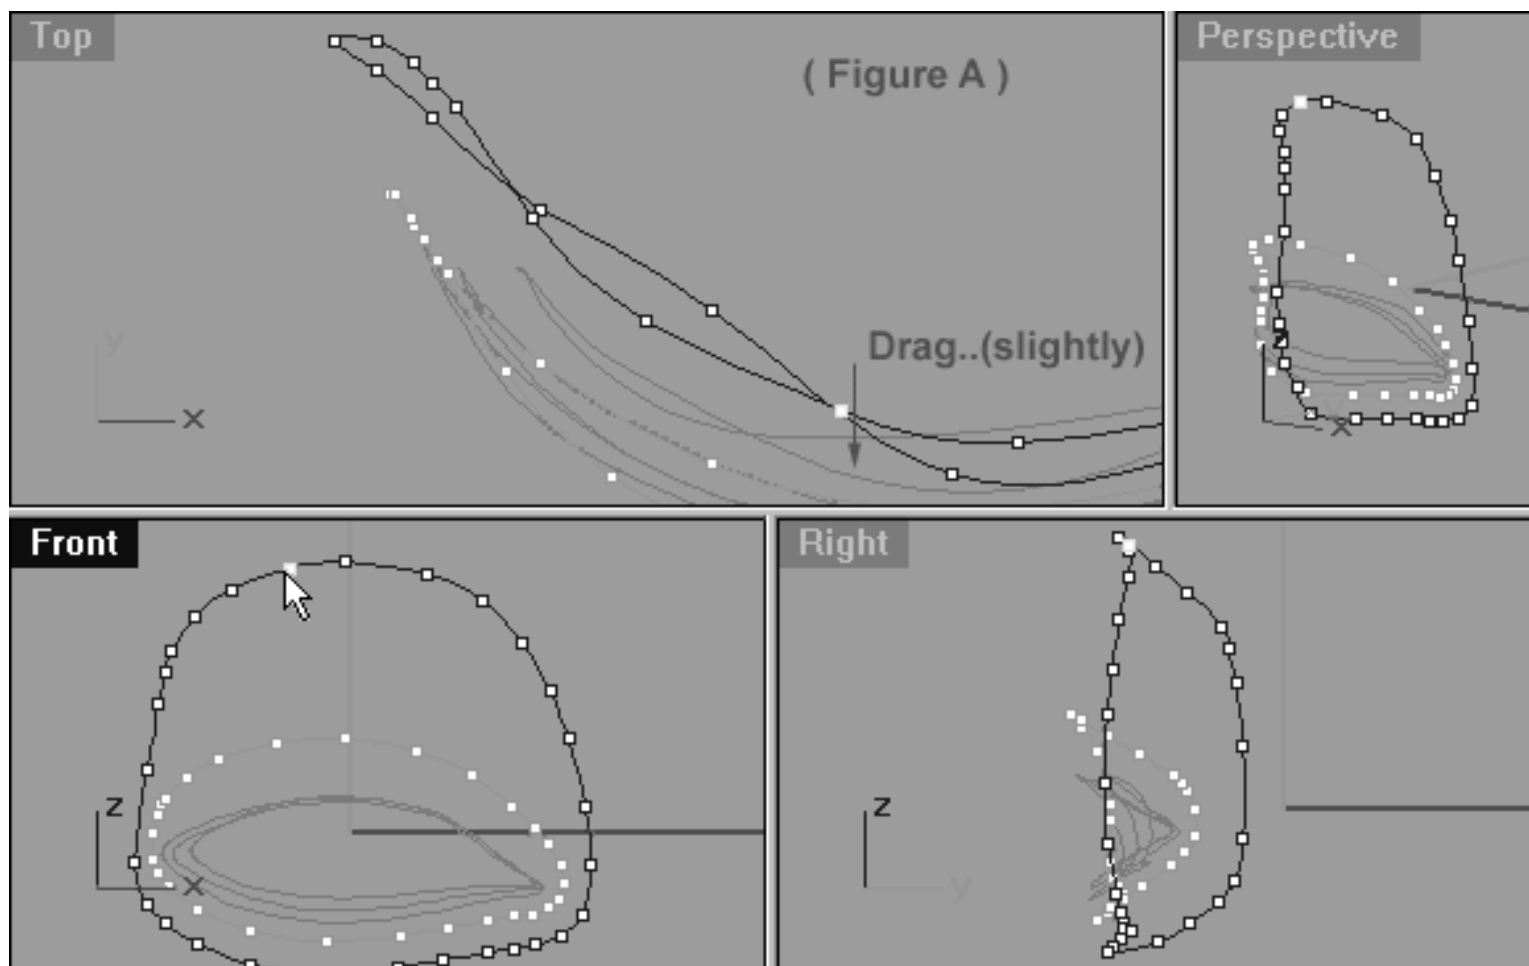 Top
( Figure A )
Perspective
Drag..(slightly)
y
x
y
x
Front
Right
z
x
z
y